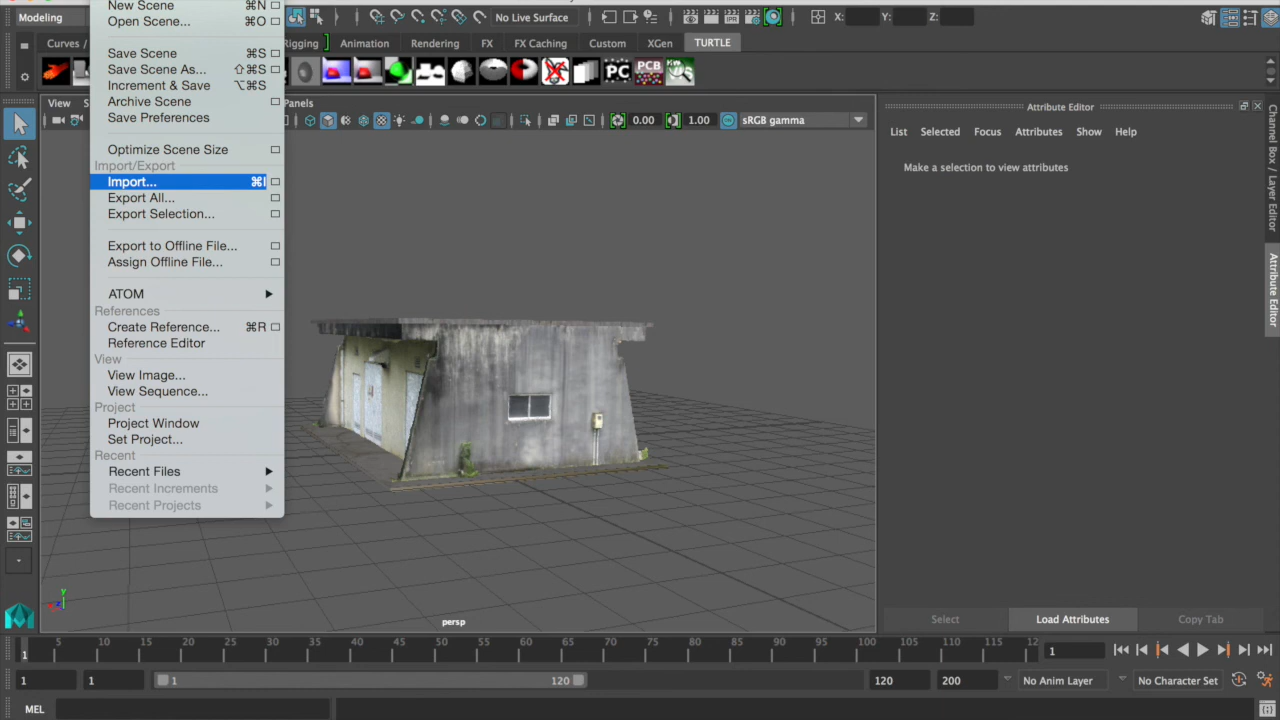 Modeling
New Scene ⌘N
Open Scene... ⌘O
Save Scene ⌘S
Save Scene As... ⇧⌘S
Increment & Save ⌥⌘S
Archive Scene
Save Preferences
Optimize Scene Size
Import/Export
Import... ⌘I
Export All...
Export Selection...
Export to Offline File...
Assign Offline File...
ATOM
References
Create Reference... ⌘R
Reference Editor
View
View Image...
View Sequence...
Project
Project Window
Set Project...
Recent
Recent Files
Recent Increments
Recent Projects
No Live Surface
X: Y: Z:
Curves / Rigging Animation Rendering FX FX Caching Custom XGen TURTLE
PC PCB
View S Panels
0.00 1.00 sRGB gamma
Attribute Editor
List Selected Focus Attributes Show Help
Make a selection to view attributes
Channel Box / Layer Editor
Attribute Editor
y
persp
Select Load Attributes Copy Tab
1 5 10 15 20 25 30 35 40 45 50 55 60 65 70 75 80 85 90 95 100 105 110 115 12
1
1 1 1 120 120 200 No Anim Layer No Character Set
MEL